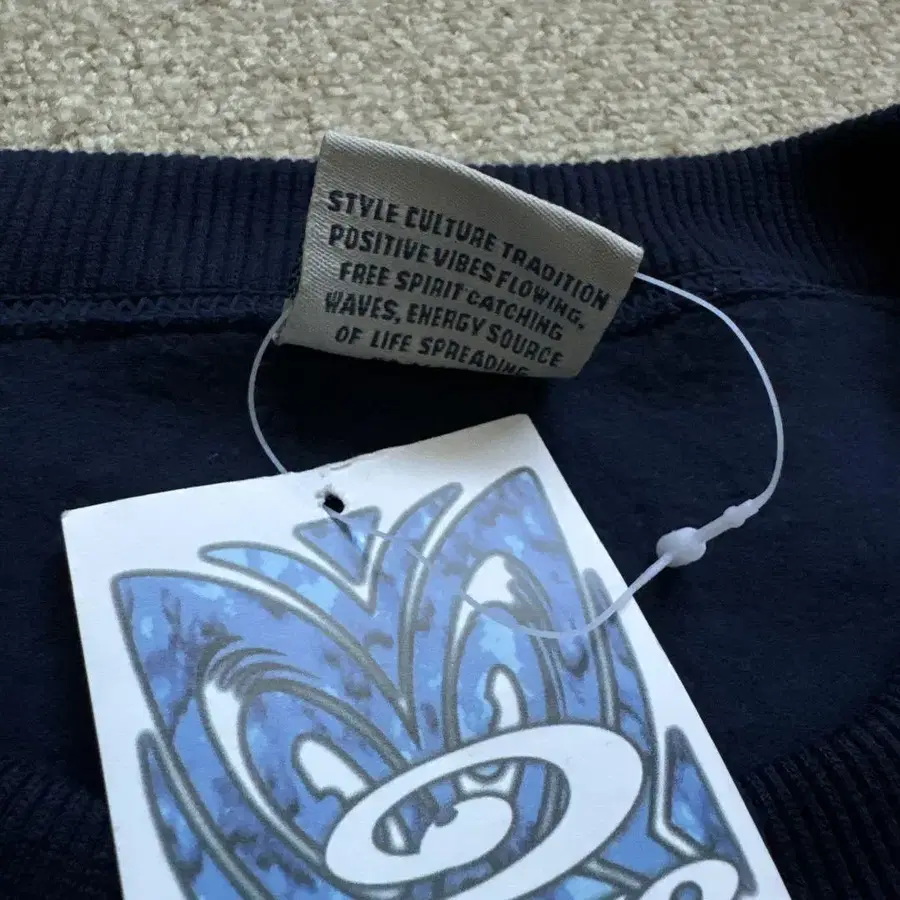 STYLE CULTURE TRADITION
POSITIVE VIBES FLOWING,
FREE SPIRIT CATCHING
WAVES, ENERGY SOURCE
OF LIFE SPREADING